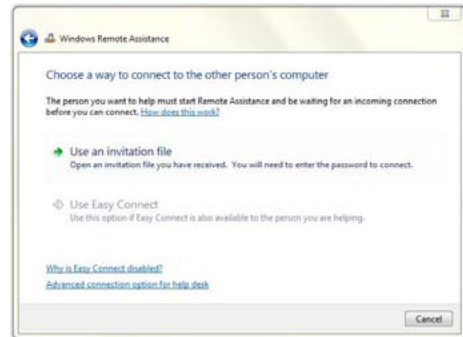 Windows Remote Assistance
Choose a way to connect to the other person's computer
The person you want to help must start Remote Assistance and be waiting for an incoming connection
before you can connect. How does this work?
Use an invitation file
Open an invitation file you have received. You will need to enter the password to connect.
Use Easy Connect
Use this option if Easy Connect is also available to the person you are helping.
Why is Easy Connect disabled?
Advanced connection option for help desk
Cancel